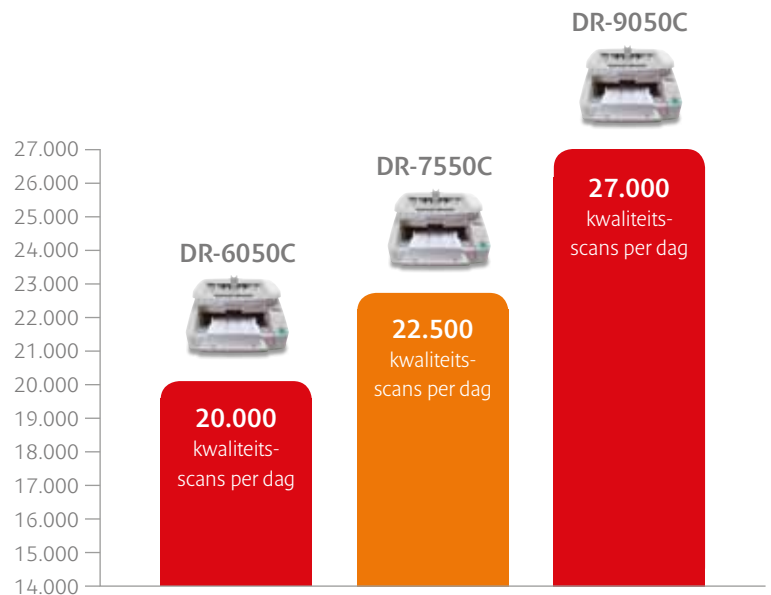 DR-9050C
DR-7550C
DR-6050C
27.000
26.000
25.000
24.000
23.000
22.000
21.000
20.000
19.000
18.000
17.000
16.000
15.000
14.000
20.000
kwaliteits-
scans per dag
22.500
kwaliteits-
scans per dag
27.000
kwaliteits-
scans per dag